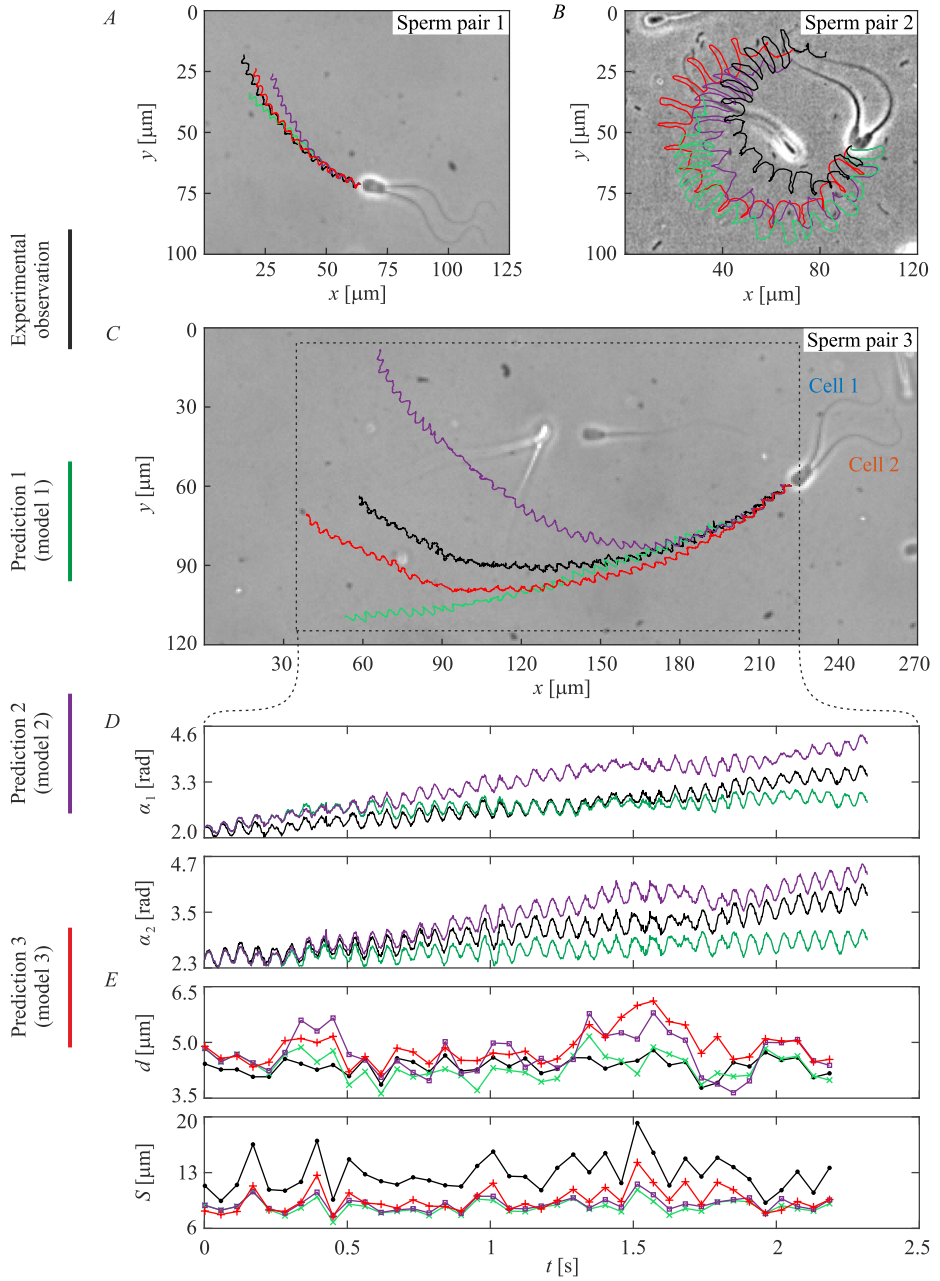 A
Sperm pair 1
0
25
50
75
100
y [μm]
25
50
75
100
125
x [μm]
B
Sperm pair 2
0
25
50
75
100
y [μm]
40
80
120
x [μm]
Experimental
observation
Prediction 1
(model 1)
Prediction 2
(model 2)
Prediction 3
(model 3)
C
Sperm pair 3
Cell 1
Cell 2
0
30
60
90
120
y [μm]
30
60
90
120
150
180
210
240
270
x [μm]
D
4.6
3.3
2.0
α1 [rad]
4.7
3.5
2.3
α2 [rad]
E
6.5
5.0
3.5
d [μm]
20
13
6
S [μm]
0
0.5
1
1.5
2
2.5
t [s]